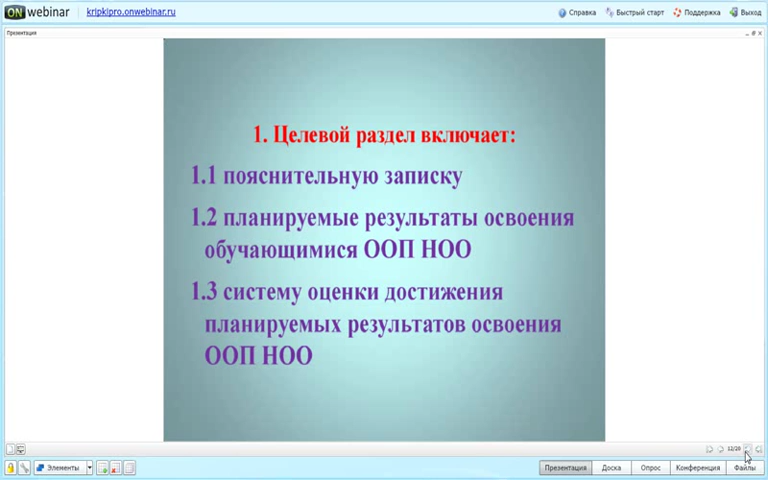 ON webinar kripkipro.onwebinar.ru Справка Быстрый старт Поддержка Выход
Презентация
1. Целевой раздел включает:
1.1 пояснительную записку
1.2 планируемые результаты освоения
обучающимися ООП НОО
1.3 систему оценки достижения
планируемых результатов освоения
ООП НОО
12/28
Элементы Презентация Доска Опрос Конференция Файлы